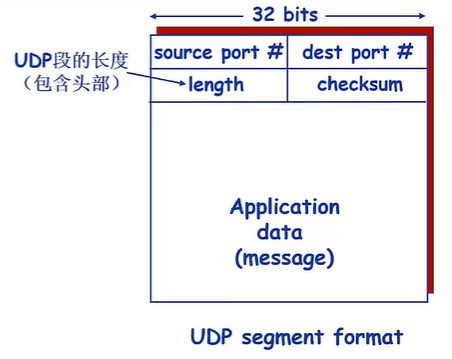 32 bits
source port # dest port #
UDP段的长度
（包含头部）
length checksum
Application
data
(message)
UDP segment format